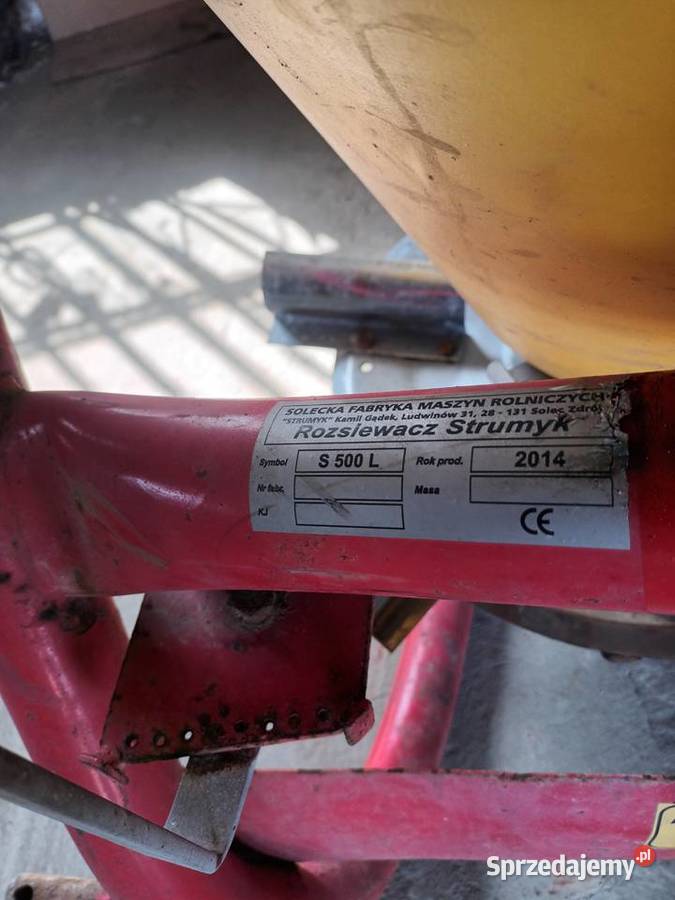 SOLECKA FABRYKA MASZYN ROLNICZYCH
"STRUMYK" Kamil Gądek, Ludwinów 31, 28 - 131 Solec Zdrój
Rozsiewacz Strumyk
Symbol S 500 L Rok prod. 2014
Nr fabr. Masa
KJ CE
Sprzedajemy.pl